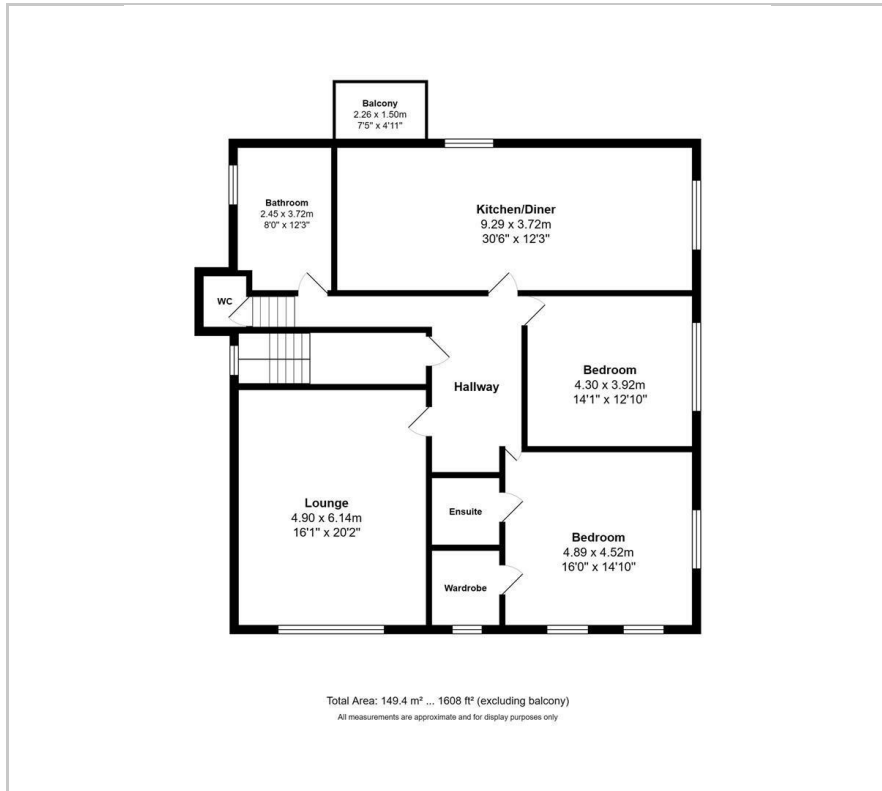 Balcony
2.26 x 1.50m
7'5" x 4'11"
Bathroom
2.45 x 3.72m
8'0" x 12'3"
Kitchen/Diner
9.29 x 3.72m
30'6" x 12'3"
WC
Bedroom
4.30 x 3.92m
14'1" x 12'10"
Hallway
Lounge
4.90 x 6.14m
16'1" x 20'2"
Ensuite
Bedroom
4.89 x 4.52m
16'0" x 14'10"
Wardrobe
Total Area: 149.4 m² ... 1608 ft² (excluding balcony)
All measurements are approximate and for display purposes only